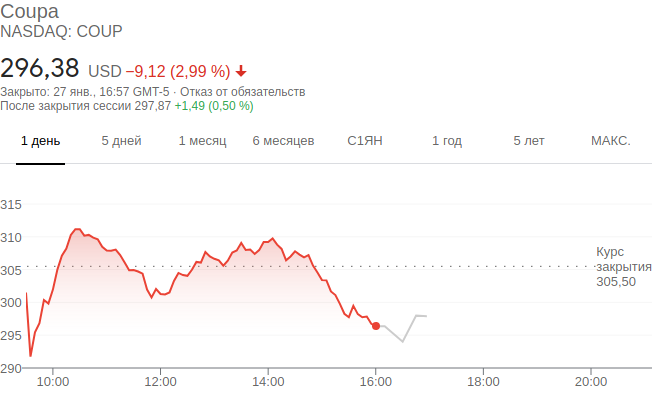 Coupa
NASDAQ: COUP
296,38 USD −9,12 (2,99 %)
Закрыто: 27 янв., 16:57 GMT-5 · Отказ от обязательств
После закрытия сессии 297,87 +1,49 (0,50 %)
1 день 5 дней 1 месяц 6 месяцев С1ЯН 1 год 5 лет МАКС.
315
310
Курс
305 закрытия
305,50
300
295
290
10:00 12:00 14:00 16:00 18:00 20:00